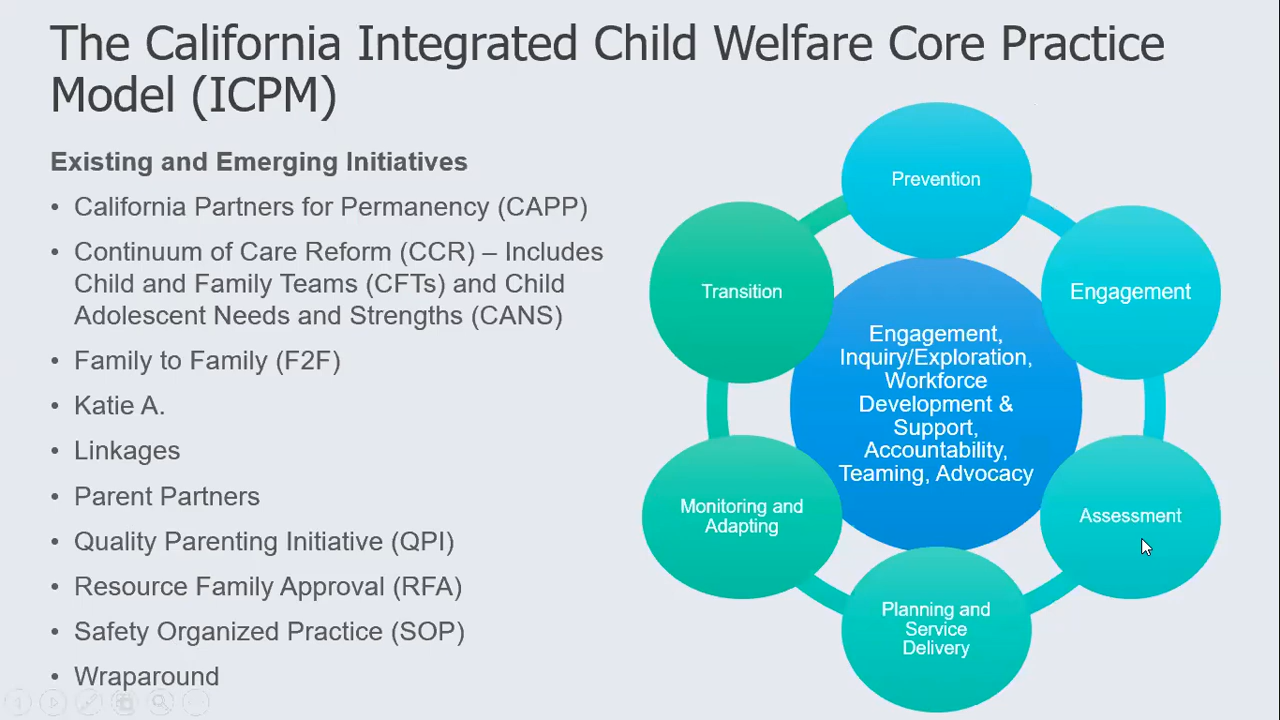 The California Integrated Child Welfare Core Practice
Model (ICPM)
Existing and Emerging Initiatives
• California Partners for Permanency (CAPP)
• Continuum of Care Reform (CCR) – Includes
Child and Family Teams (CFTs) and Child
Adolescent Needs and Strengths (CANS)
• Family to Family (F2F)
• Katie A.
• Linkages
• Parent Partners
• Quality Parenting Initiative (QPI)
• Resource Family Approval (RFA)
• Safety Organized Practice (SOP)
• Wraparound
Prevention
Engagement
Assessment
Planning and
Service
Delivery
Monitoring and
Adapting
Transition
Engagement,
Inquiry/Exploration,
Workforce
Development &
Support,
Accountability,
Teaming, Advocacy